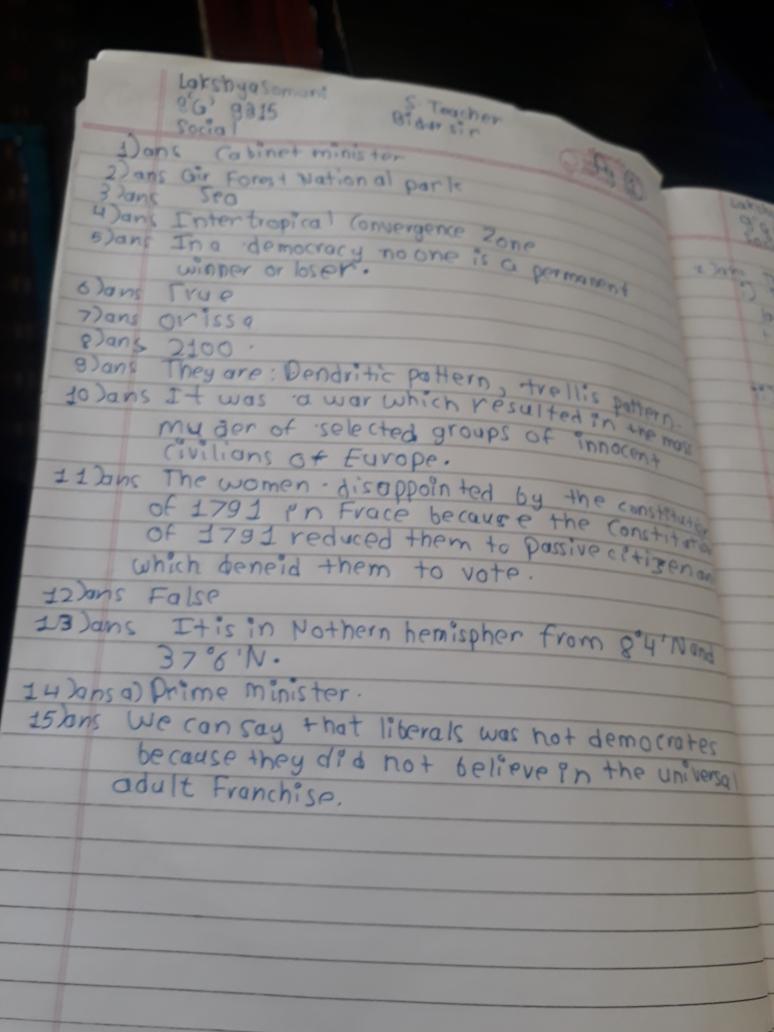 Lakshya Somani
9'G' 9215
S. Teacher
Social
Bidur sir
1) ans Cabinet minister
2) ans Gir Forest National park
3) ans Sea
4) ans Intertropical Convergence Zone
5) ans In a democracy no one is a permanent
winner or loser.
6) ans True
7) ans orissa
8) ans 2100.
9) ans They are: Dendritic pattern, trellis pattern.
10) ans It was a war which resulted in the mass
muder of selected groups of innocent
civilians of Europe.
11) ans The women disappointed by the constitution
of 1791 in Frace because the Constitution
of 1791 reduced them to passive citizen
which deneid them to vote.
12) ans False
13) ans It is in Nothern hemispher from 8°4'N and
37°6'N.
14) ans a) Prime minister.
15) ans We can say that liberals was not democrates
because they did not believe in the universal
adult Franchise.